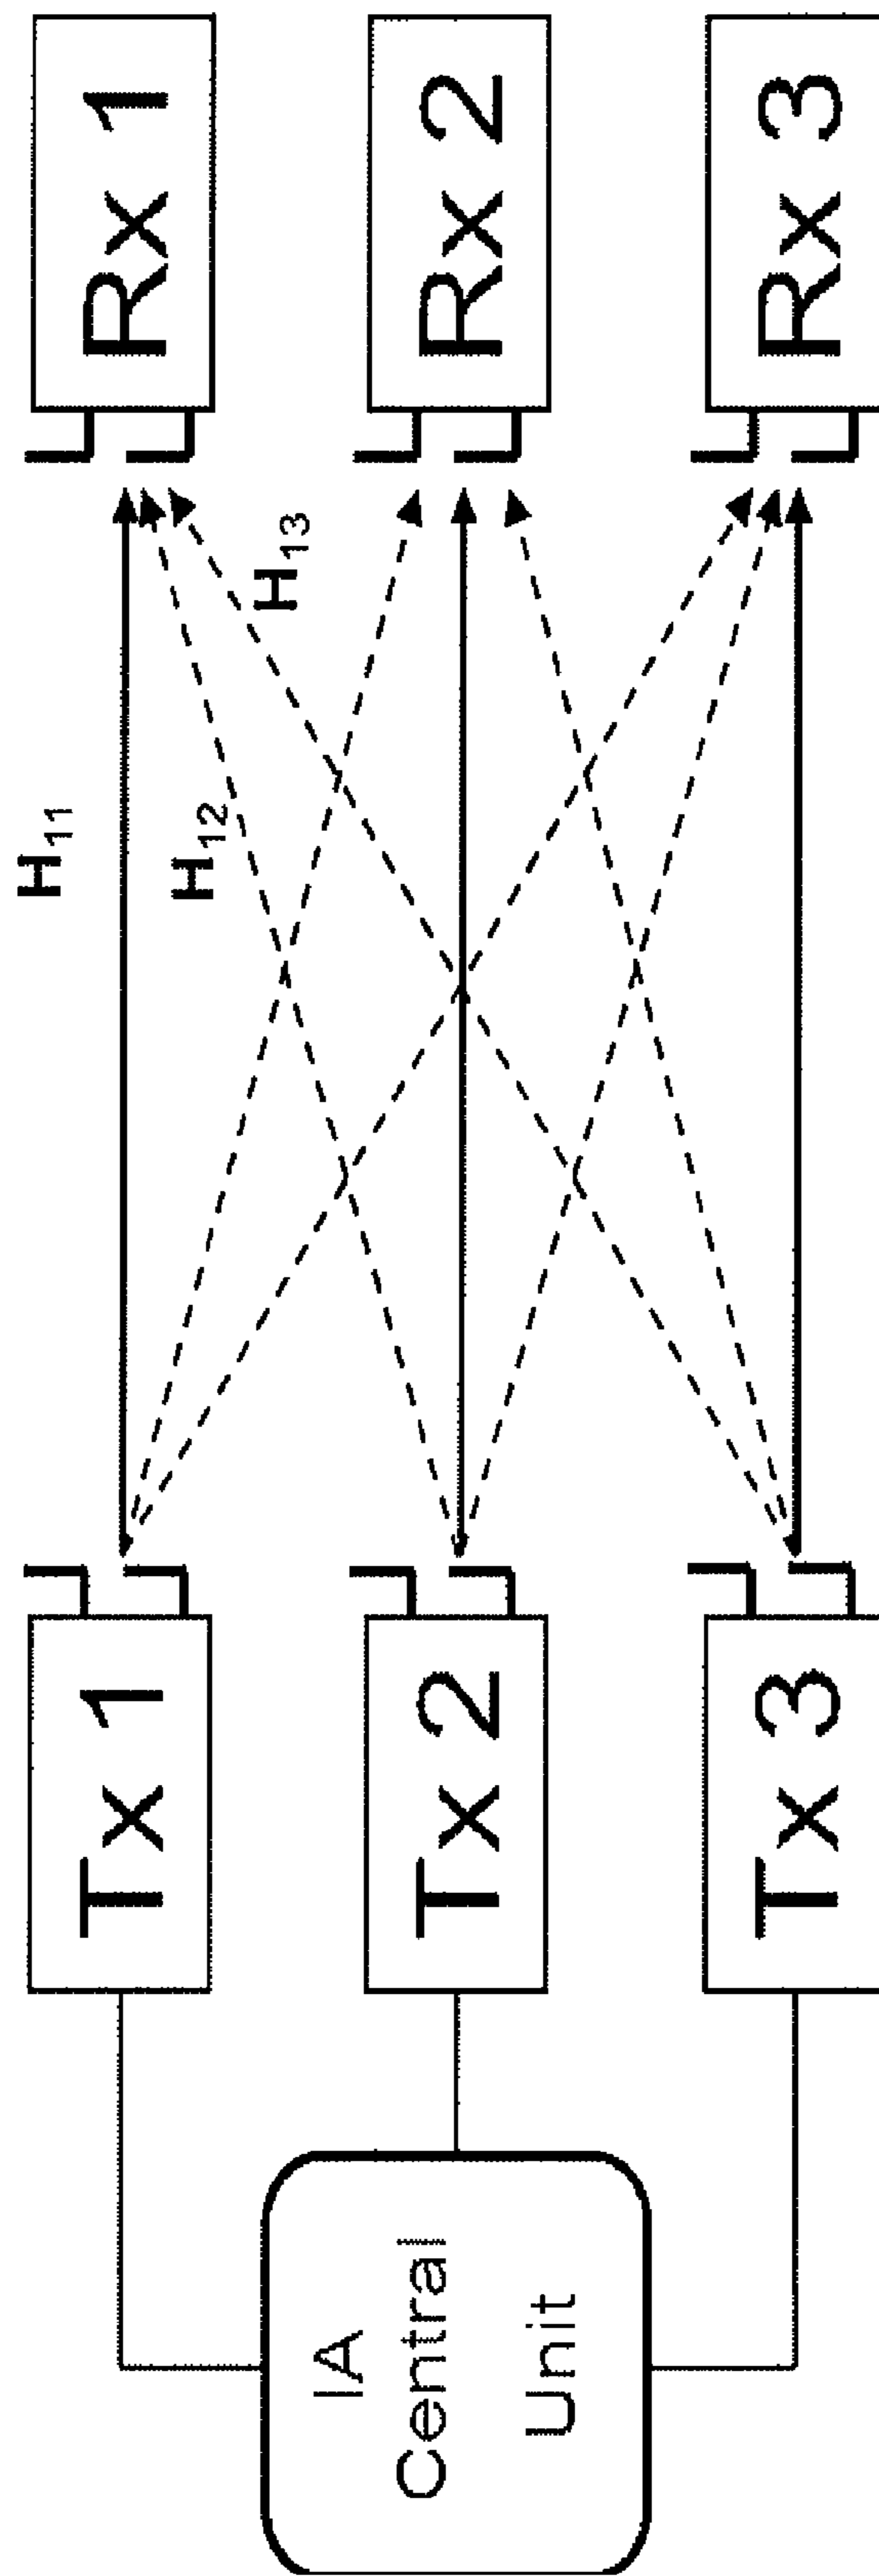 IA
Central
Unit
Tx 1
Tx 2
Tx 3
H₁₁
H₁₂
H₁₃
Rx 1
Rx 2
Rx 3